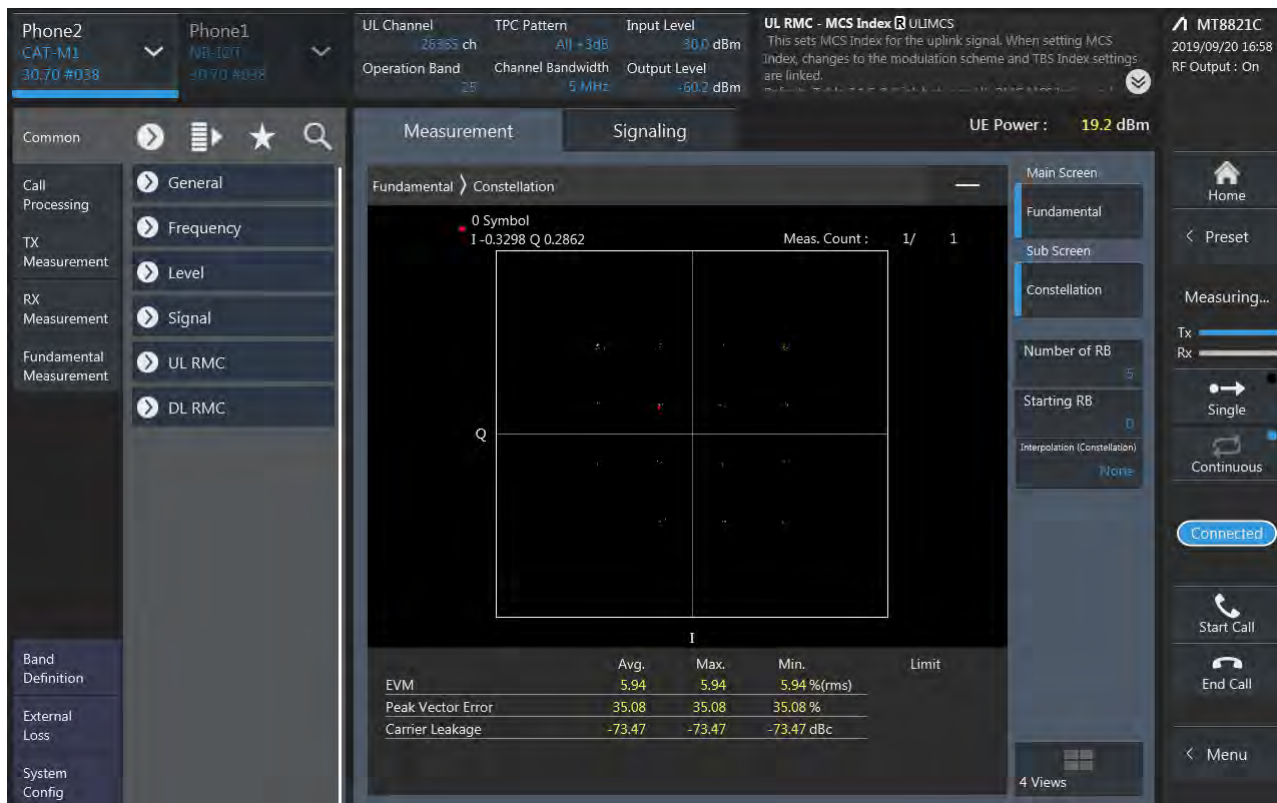 Phone2
CAT-M1
30.70 #038
Phone1
NB-IOT
30.70 #038
UL Channel
26365 ch
Operation Band
25
TPC Pattern
All +3dB
Channel Bandwidth
5 MHz
Input Level
30.0 dBm
Output Level
-60.2 dBm
UL RMC - MCS Index R ULIMCS
This sets MCS Index for the uplink signal. When setting MCS
Index, changes to the modulation scheme and TBS Index settings
are linked.
MT8821C
2019/09/20 16:58
RF Output : On
Common
Call
Processing
TX
Measurement
RX
Measurement
Fundamental
Measurement
Band
Definition
External
Loss
System
Config
General
Frequency
Level
Signal
UL RMC
DL RMC
Measurement
Signaling
UE Power : 19.2 dBm
Fundamental 〉 Constellation
0 Symbol
I -0.3298 Q 0.2862
Meas. Count : 1/ 1
Q
I
Avg. Max. Min. Limit
EVM 5.94 5.94 5.94 %(rms)
Peak Vector Error 35.08 35.08 35.08 %
Carrier Leakage -73.47 -73.47 -73.47 dBc
Main Screen
Fundamental
Sub Screen
Constellation
Number of RB
5
Starting RB
0
Interpolation (Constellation)
None
4 Views
Home
< Preset
Measuring...
Tx
Rx
Single
Continuous
Connected
Start Call
End Call
< Menu